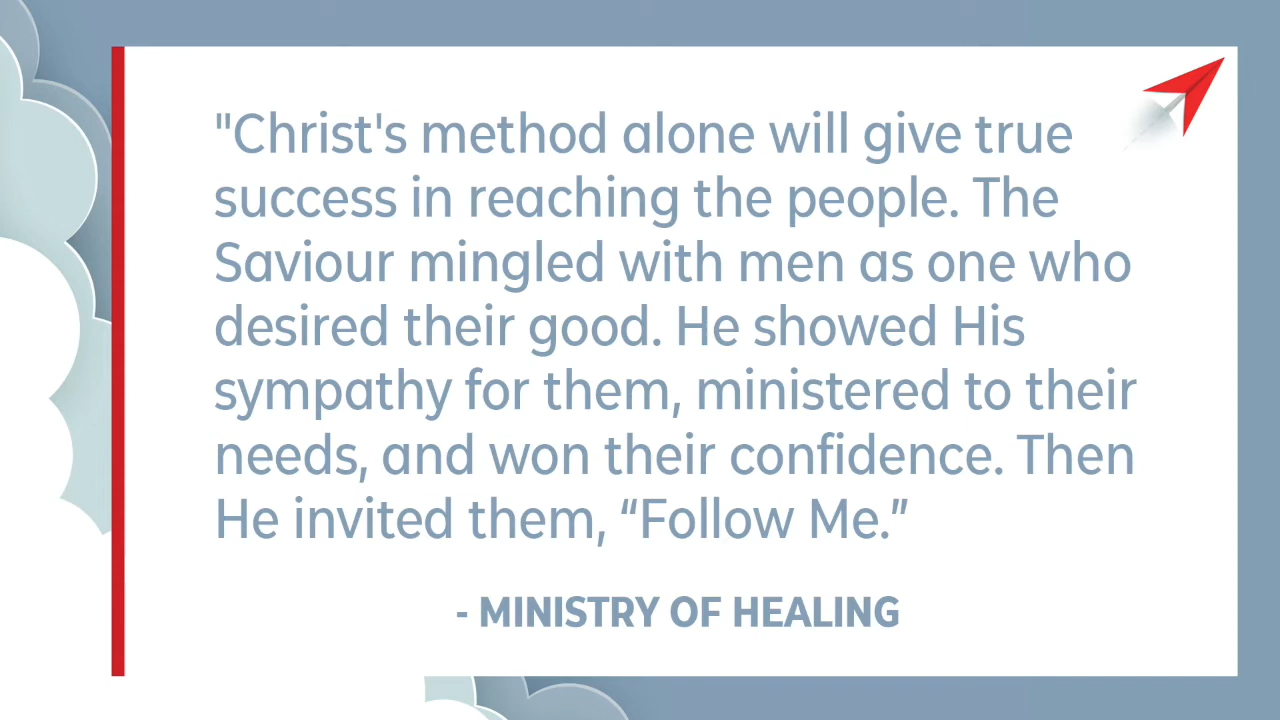 "Christ's method alone will give true
success in reaching the people. The
Saviour mingled with men as one who
desired their good. He showed His
sympathy for them, ministered to their
needs, and won their confidence. Then
He invited them, “Follow Me.”
- MINISTRY OF HEALING